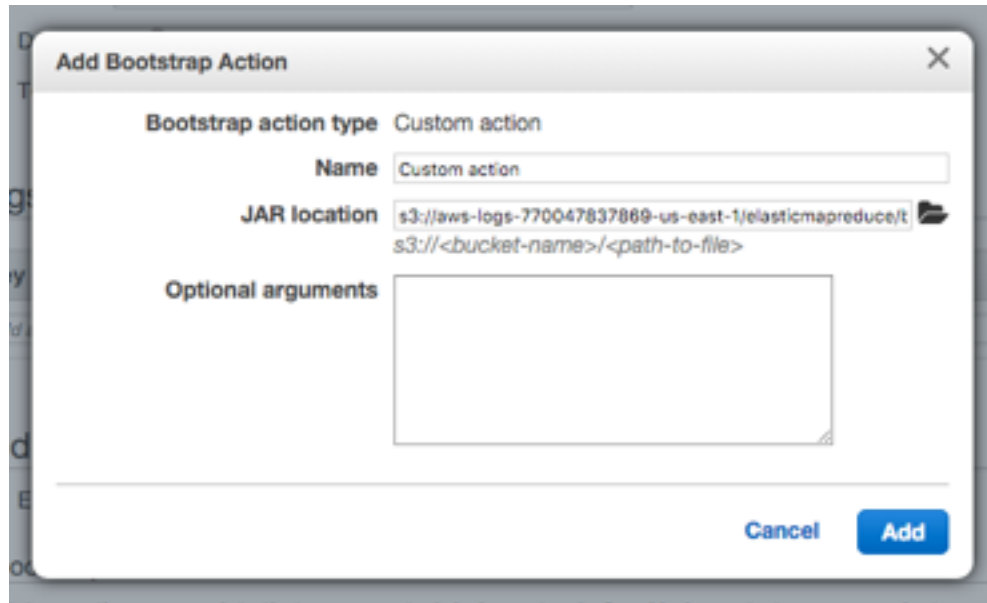 Add Bootstrap Action
Bootstrap action type Custom action
Name Custom action
JAR location s3://aws-logs-770047837869-us-east-1/elasticmapreduce/
s3://<bucket-name>/<path-to-file>
Optional arguments
Cancel Add